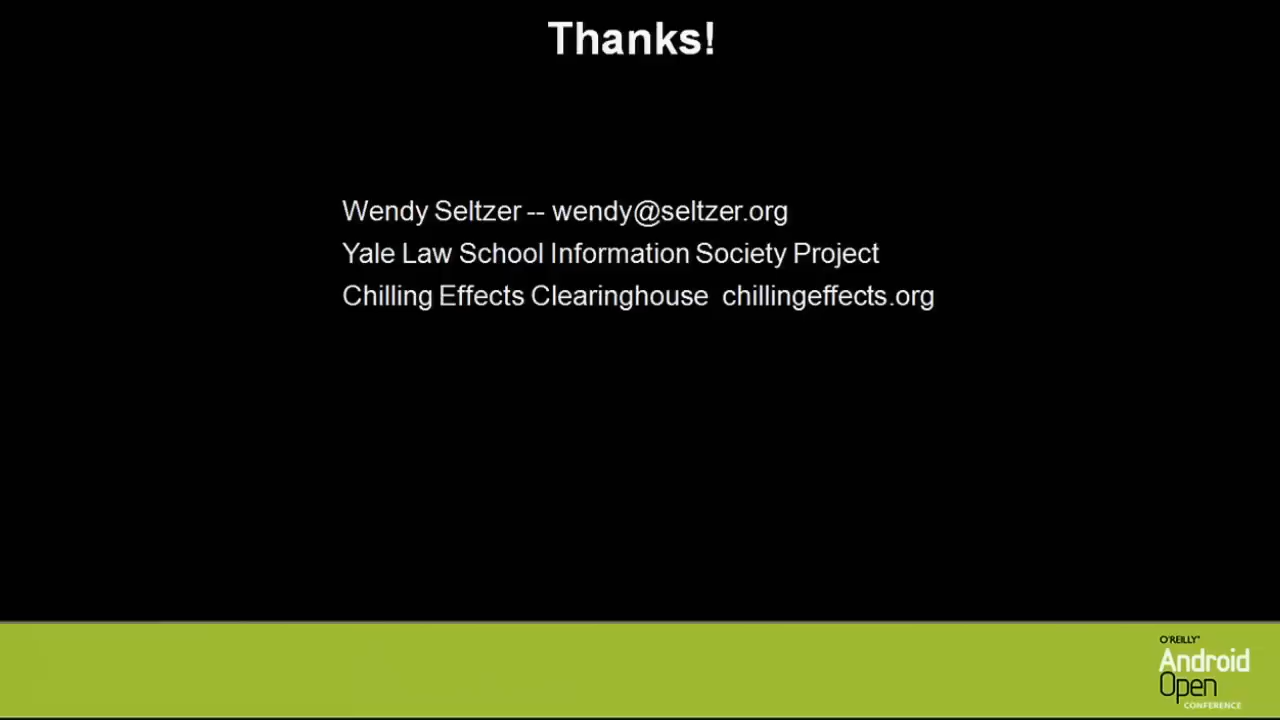 Thanks!
Wendy Seltzer -- wendy@seltzer.org
Yale Law School Information Society Project
Chilling Effects Clearinghouse  chillingeffects.org
O'REILLY®
Android
Open
CONFERENCE